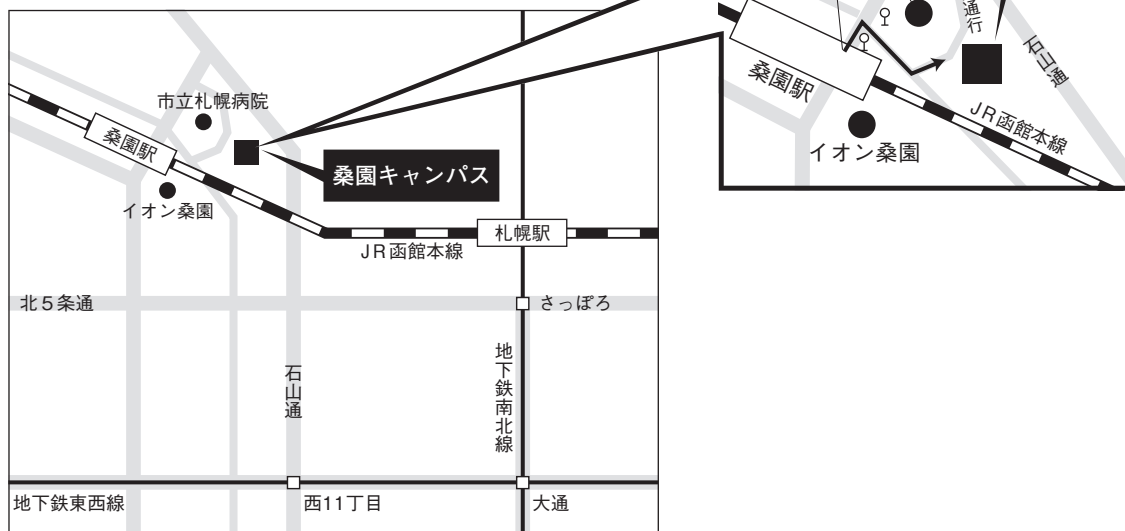 市立札幌病院
桑園駅
桑園キャンパス
イオン桑園
札幌駅
JR函館本線
北5条通
さっぽろ
石山通
地下鉄南北線
地下鉄東西線
西11丁目
大通
通行
石山通
桑園駅
JR函館本線
イオン桑園